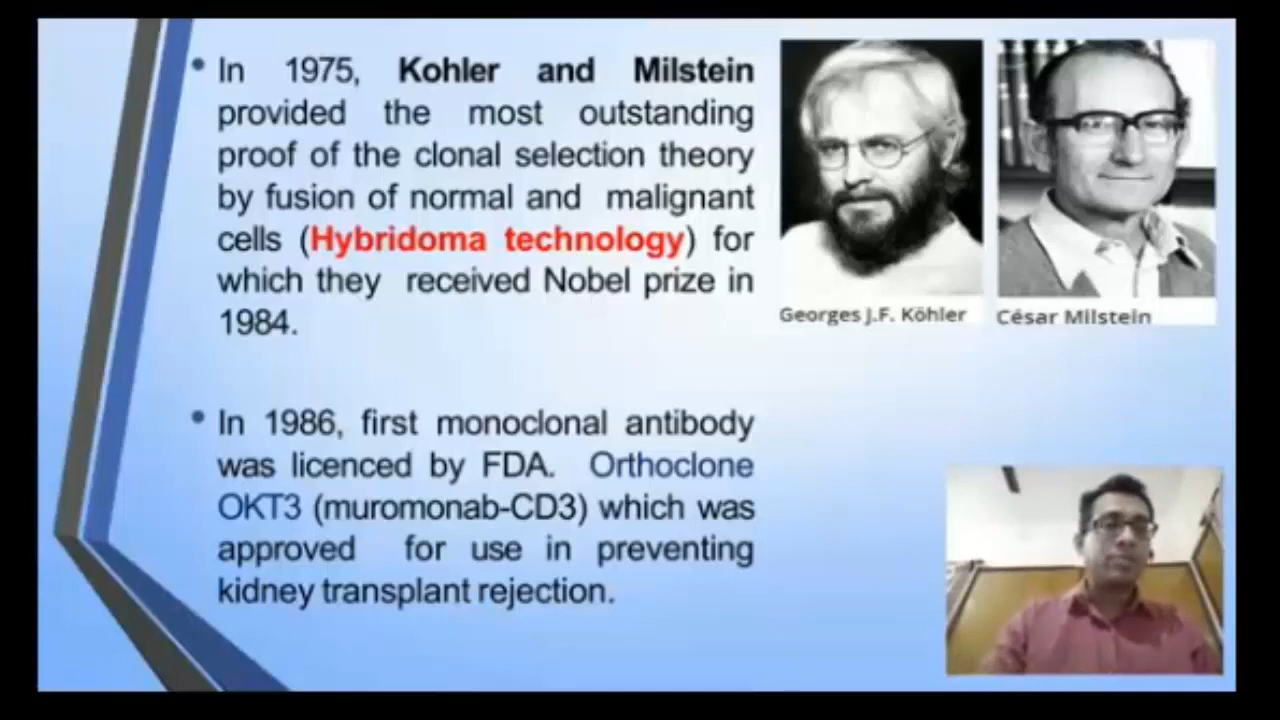 In 1975, Kohler and Milstein
provided the most outstanding
proof of the clonal selection theory
by fusion of normal and malignant
cells (Hybridoma technology) for
which they received Nobel prize in
1984.
In 1986, first monoclonal antibody
was licenced by FDA. Orthoclone
OKT3 (muromonab-CD3) which was
approved for use in preventing
kidney transplant rejection.
Georges J.F. Köhler
César Milstein